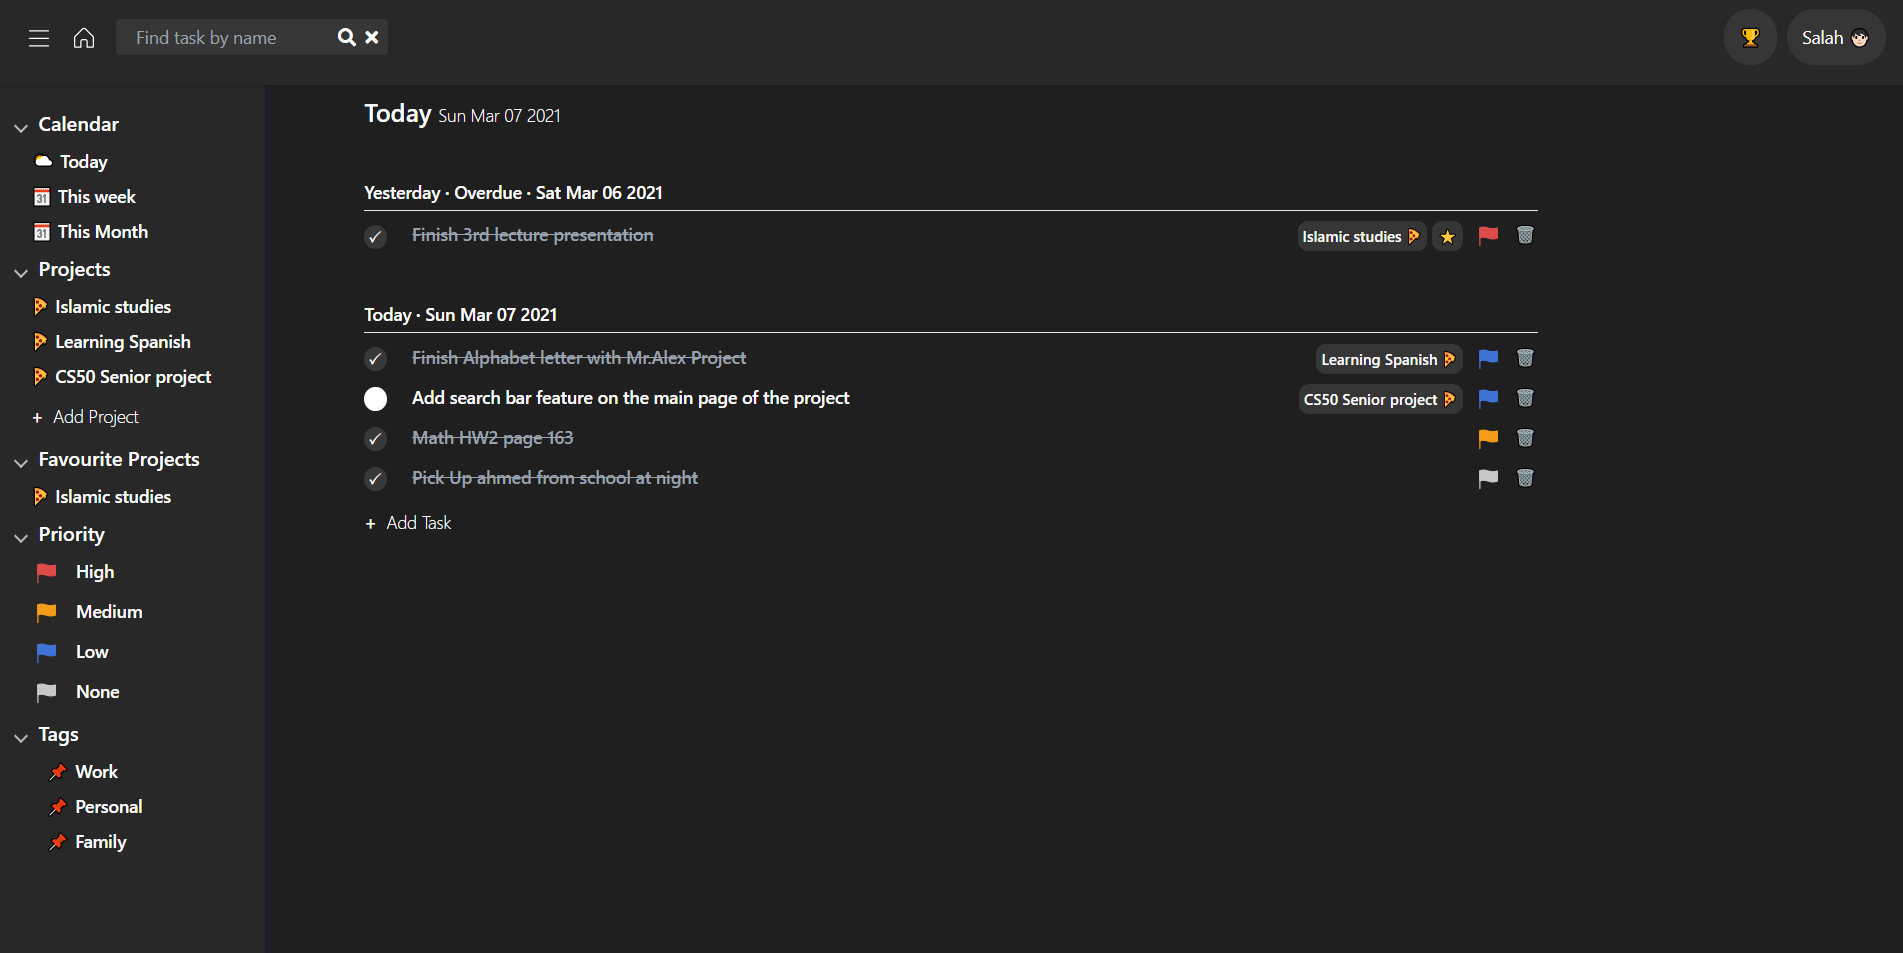 Find task by name
Salah
Calendar
Today
31 This week
31 This Month
Projects
Islamic studies
Learning Spanish
CS50 Senior project
+ Add Project
Favourite Projects
Islamic studies
Priority
High
Medium
Low
None
Tags
Work
Personal
Family
Today Sun Mar 07 2021
Yesterday · Overdue · Sat Mar 06 2021
Finish 3rd lecture presentation Islamic studies
Today · Sun Mar 07 2021
Finish Alphabet letter with Mr.Alex Project Learning Spanish
Add search bar feature on the main page of the project CS50 Senior project
Math HW2 page 163
Pick Up ahmed from school at night
+ Add Task